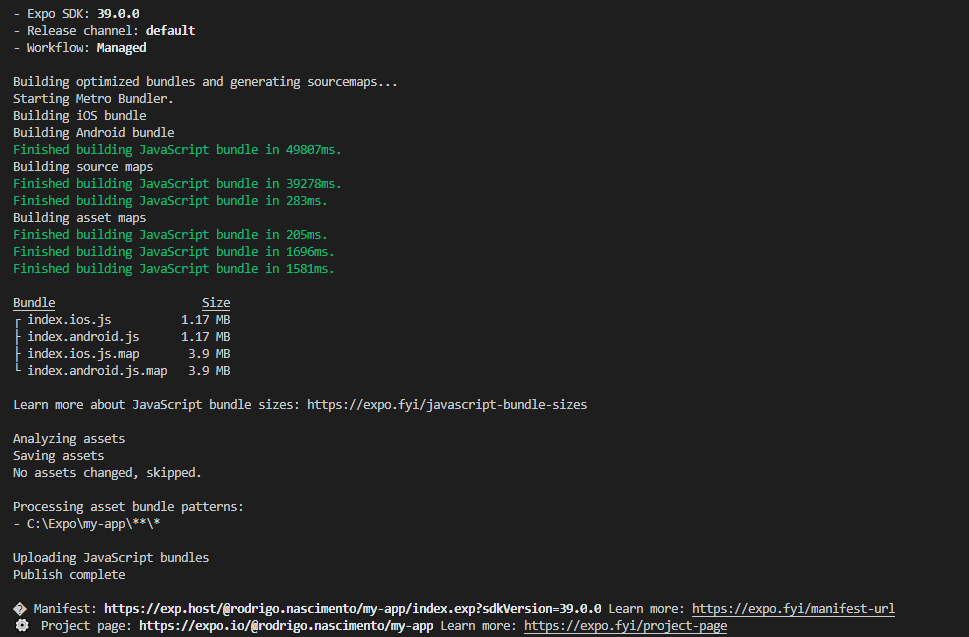 - Expo SDK: 39.0.0
- Release channel: default
- Workflow: Managed
Building optimized bundles and generating sourcemaps...
Starting Metro Bundler.
Building iOS bundle
Building Android bundle
Finished building JavaScript bundle in 49807ms.
Building source maps
Finished building JavaScript bundle in 39278ms.
Finished building JavaScript bundle in 283ms.
Building asset maps
Finished building JavaScript bundle in 205ms.
Finished building JavaScript bundle in 1696ms.
Finished building JavaScript bundle in 1581ms.
Bundle Size
┌ index.ios.js 1.17 MB
├ index.android.js 1.17 MB
├ index.ios.js.map 3.9 MB
└ index.android.js.map 3.9 MB
Learn more about JavaScript bundle sizes: https://expo.fyi/javascript-bundle-sizes
Analyzing assets
Saving assets
No assets changed, skipped.
Processing asset bundle patterns:
- C:\Expo\my-app\**\*
Uploading JavaScript bundles
Publish complete
� Manifest: https://exp.host/@rodrigo.nascimento/my-app/index.exp?sdkVersion=39.0.0 Learn more: https://expo.fyi/manifest-url
⚙ Project page: https://expo.io/@rodrigo.nascimento/my-app Learn more: https://expo.fyi/project-page